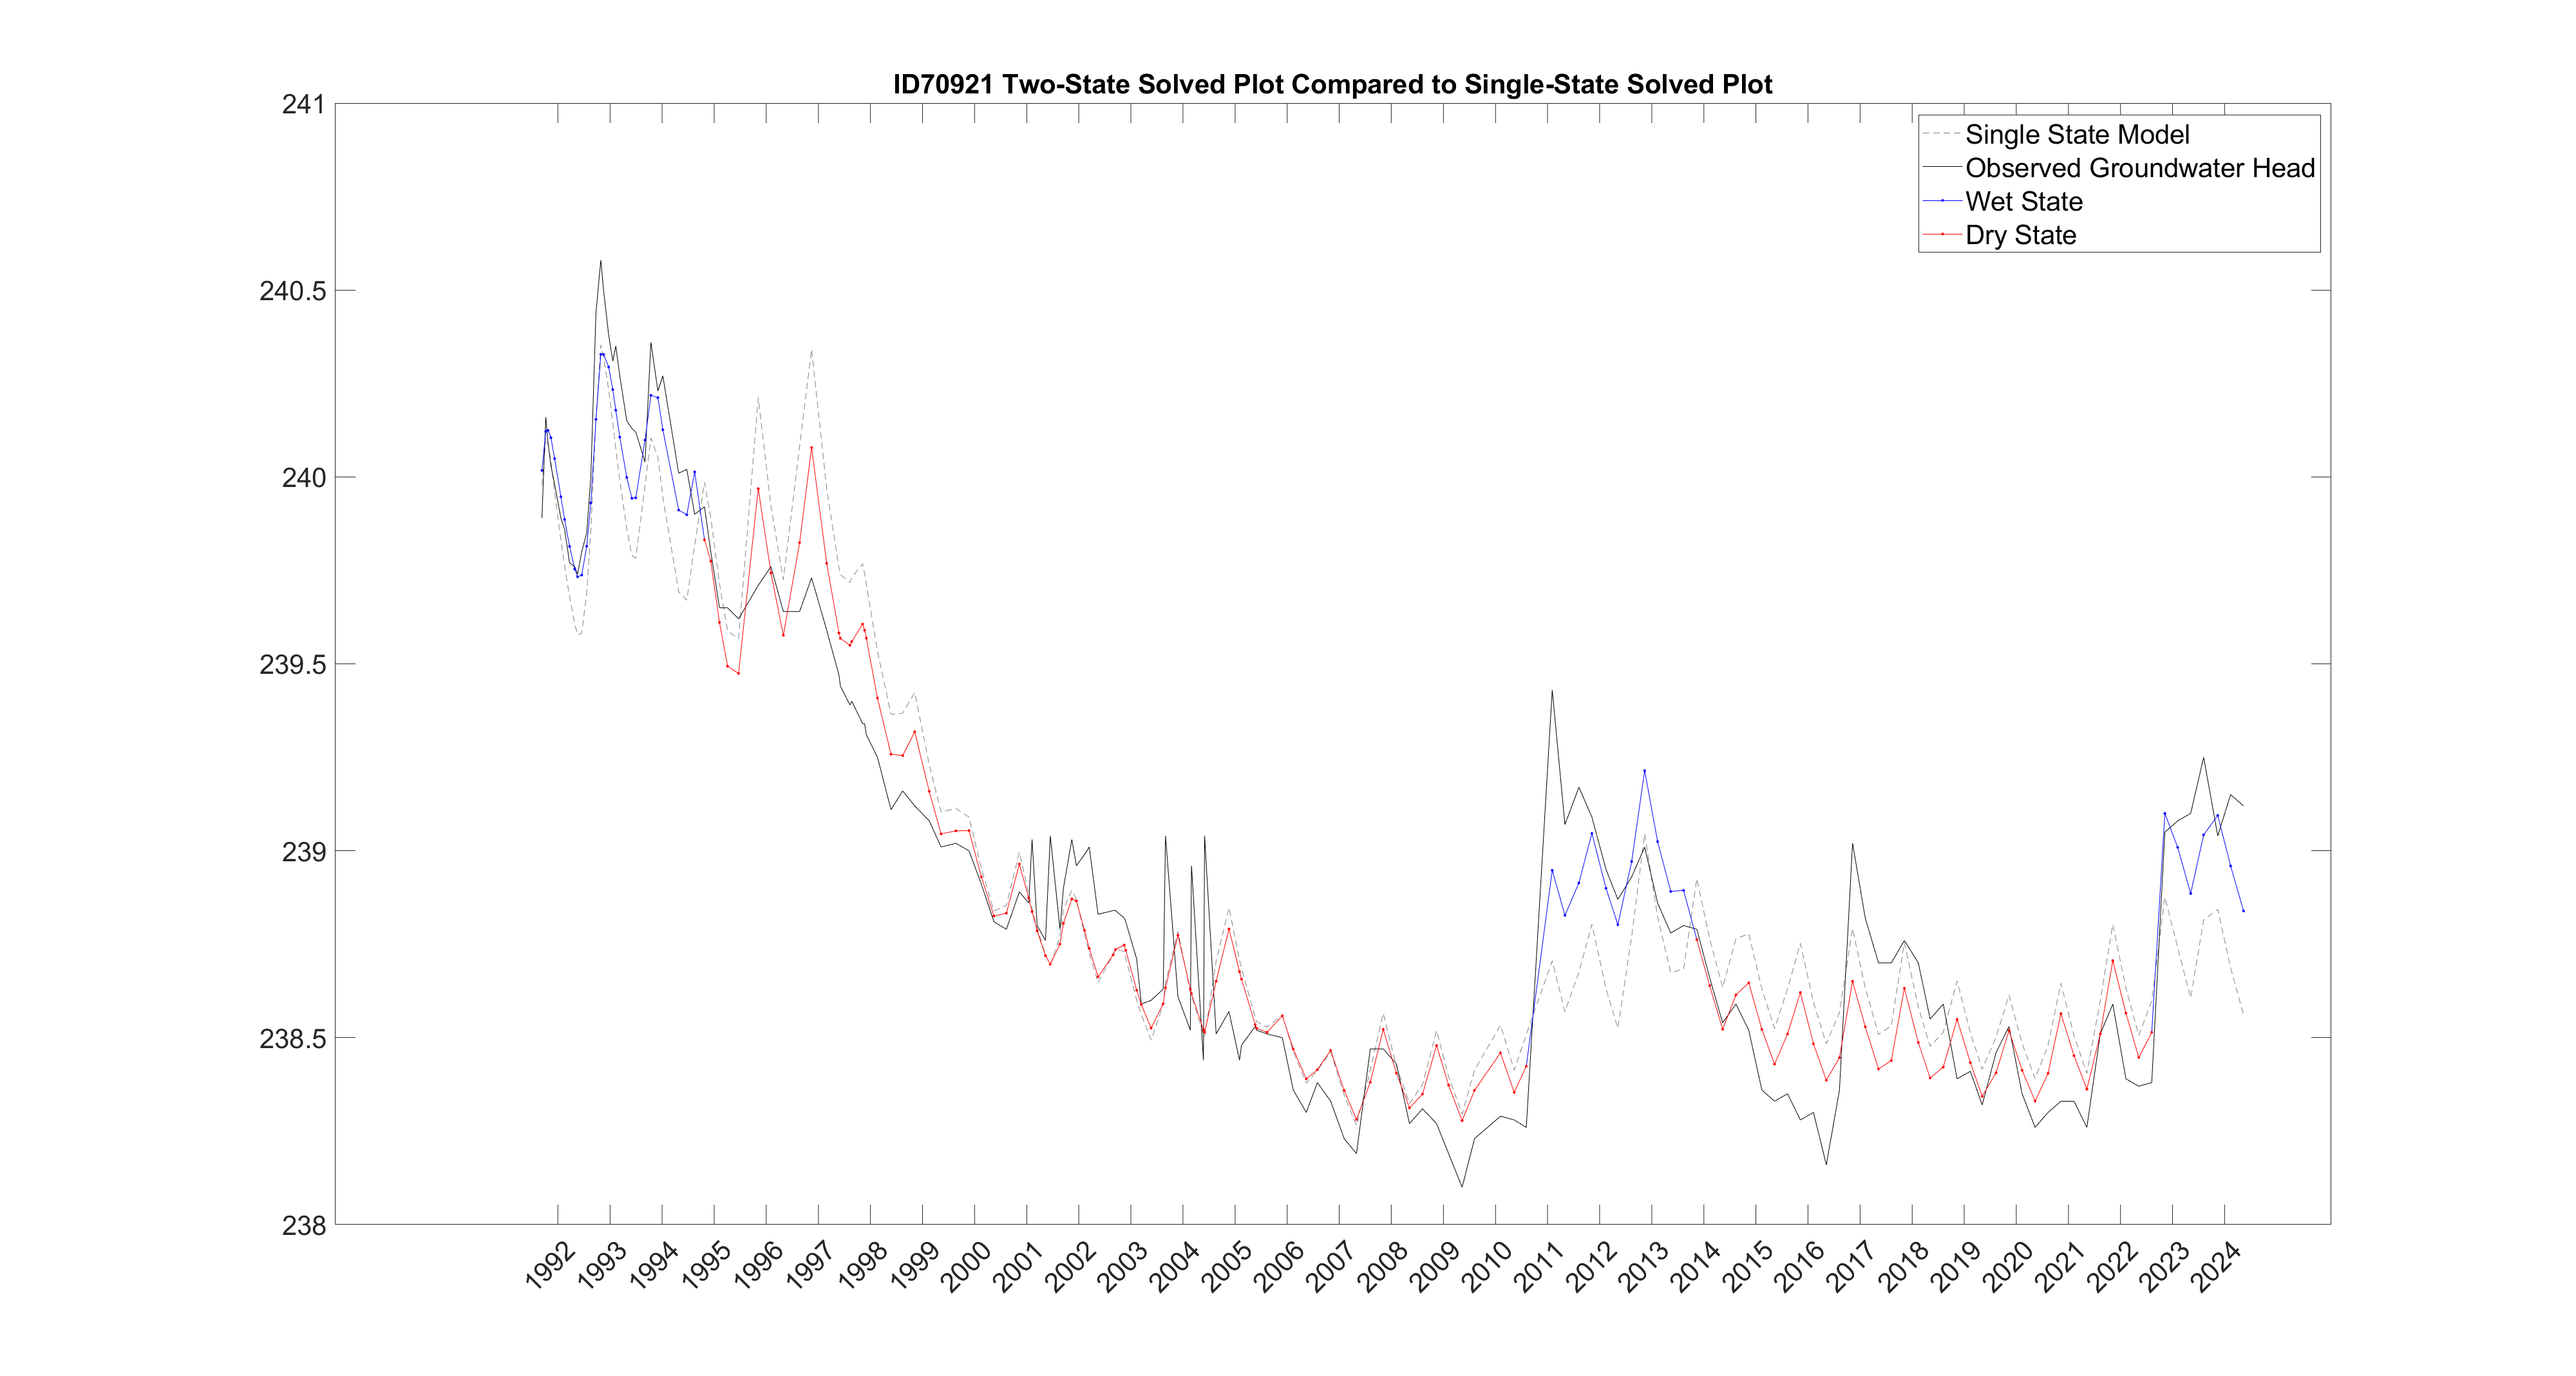 ID70921 Two-State Solved Plot Compared to Single-State Solved Plot
241
240.5
240
239.5
239
238.5
238
Single State Model
Observed Groundwater Head
Wet State
Dry State
1992 1993 1994 1995 1996 1997 1998 1999 2000 2001 2002 2003 2004 2005 2006 2007 2008 2009 2010 2011 2012 2013 2014 2015 2016 2017 2018 2019 2020 2021 2022 2023 2024